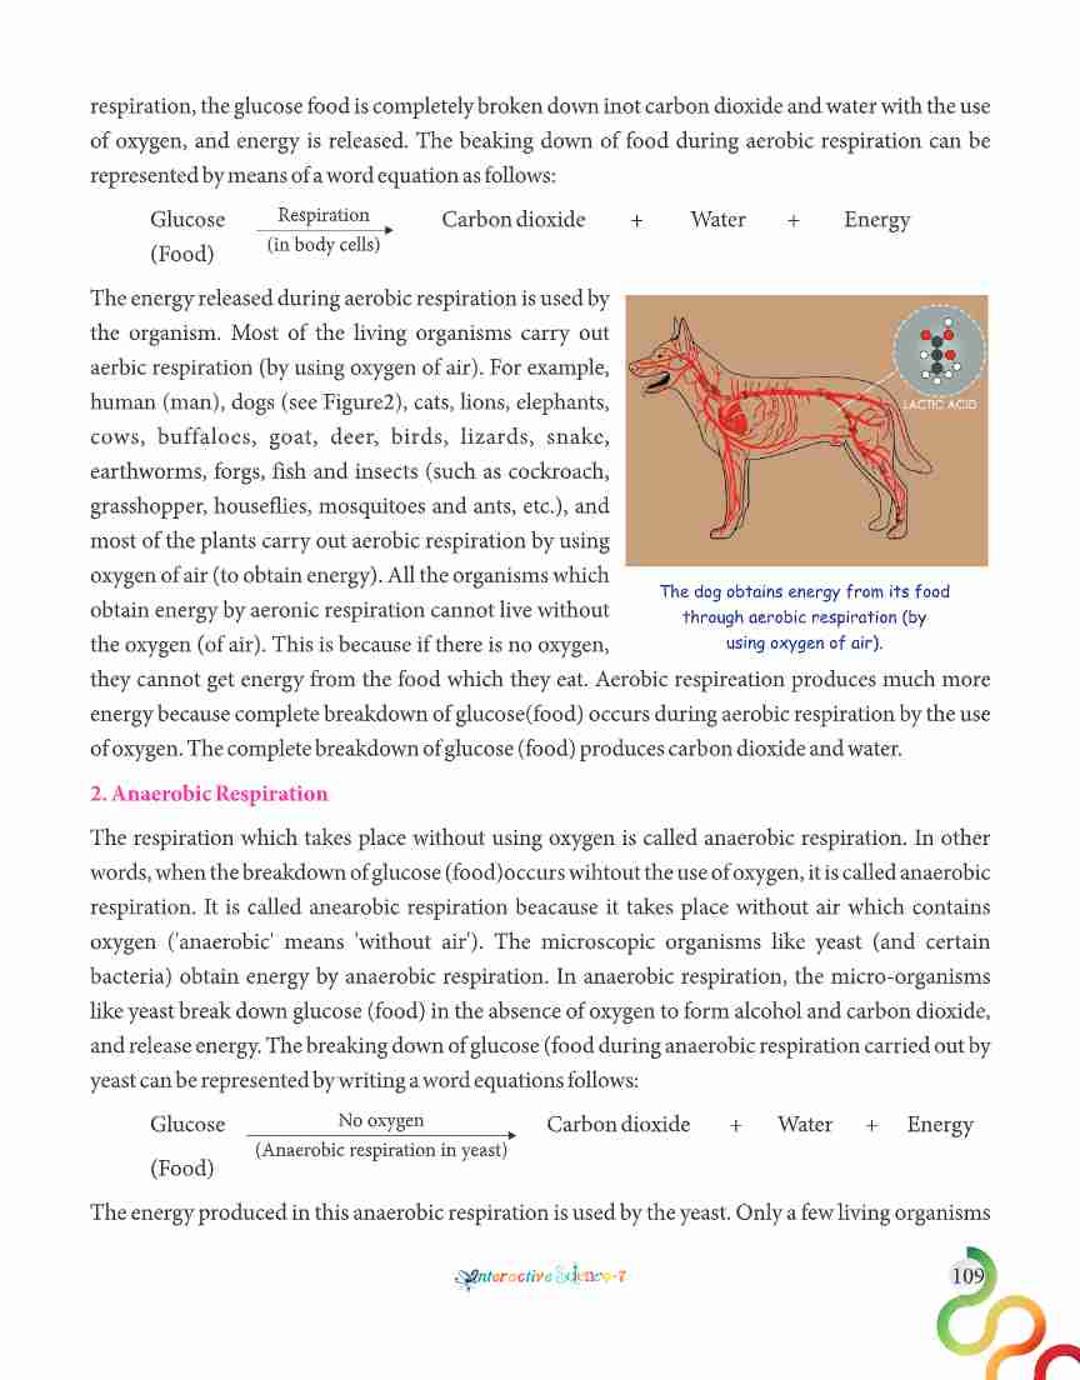 respiration, the glucose food is completely broken down inot carbon dioxide and water with the use
of oxygen, and energy is released. The beaking down of food during aerobic respiration can be
represented by means of a word equation as follows:
Glucose Respiration Carbon dioxide + Water + Energy
(Food) (in body cells)
The energy released during aerobic respiration is used by
the organism. Most of the living organisms carry out
aerbic respiration (by using oxygen of air). For example,
human (man), dogs (see Figure2), cats, lions, elephants,
cows, buffaloes, goat, deer, birds, lizards, snake,
earthworms, forgs, fish and insects (such as cockroach,
grasshopper, houseflies, mosquitoes and ants, etc.), and
most of the plants carry out aerobic respiration by using
oxygen of air (to obtain energy). All the organisms which
obtain energy by aeronic respiration cannot live without
the oxygen (of air). This is because if there is no oxygen,
LACTIC ACID
The dog obtains energy from its food
through aerobic respiration (by
using oxygen of air).
they cannot get energy from the food which they eat. Aerobic respireation produces much more
energy because complete breakdown of glucose(food) occurs during aerobic respiration by the use
of oxygen. The complete breakdown of glucose (food) produces carbon dioxide and water.
2. Anaerobic Respiration
The respiration which takes place without using oxygen is called anaerobic respiration. In other
words, when the breakdown of glucose (food)occurs wihtout the use of oxygen, it is called anaerobic
respiration. It is called anearobic respiration beacause it takes place without air which contains
oxygen ('anaerobic' means 'without air'). The microscopic organisms like yeast (and certain
bacteria) obtain energy by anaerobic respiration. In anaerobic respiration, the micro-organisms
like yeast break down glucose (food) in the absence of oxygen to form alcohol and carbon dioxide,
and release energy. The breaking down of glucose (food during anaerobic respiration carried out by
yeast can be represented by writing a word equations follows:
Glucose No oxygen Carbon dioxide + Water + Energy
(Food) (Anaerobic respiration in yeast)
The energy produced in this anaerobic respiration is used by the yeast. Only a few living organisms
Interactive Science-7
109